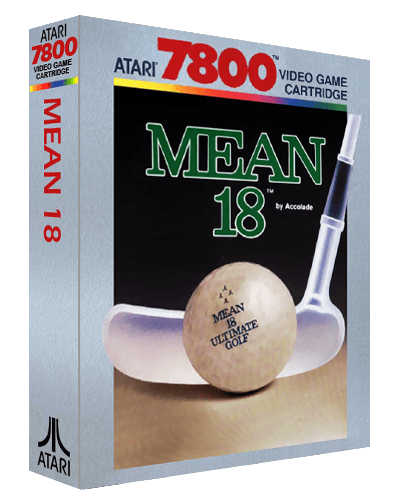 ATARI
7800
VIDEO GAME
CARTRIDGE
MEAN 18
ATARI
ATARI® 7800™ VIDEO GAME
CARTRIDGE
MEAN
18™
by Accolade
MEAN
18
ULTIMATE
GOLF